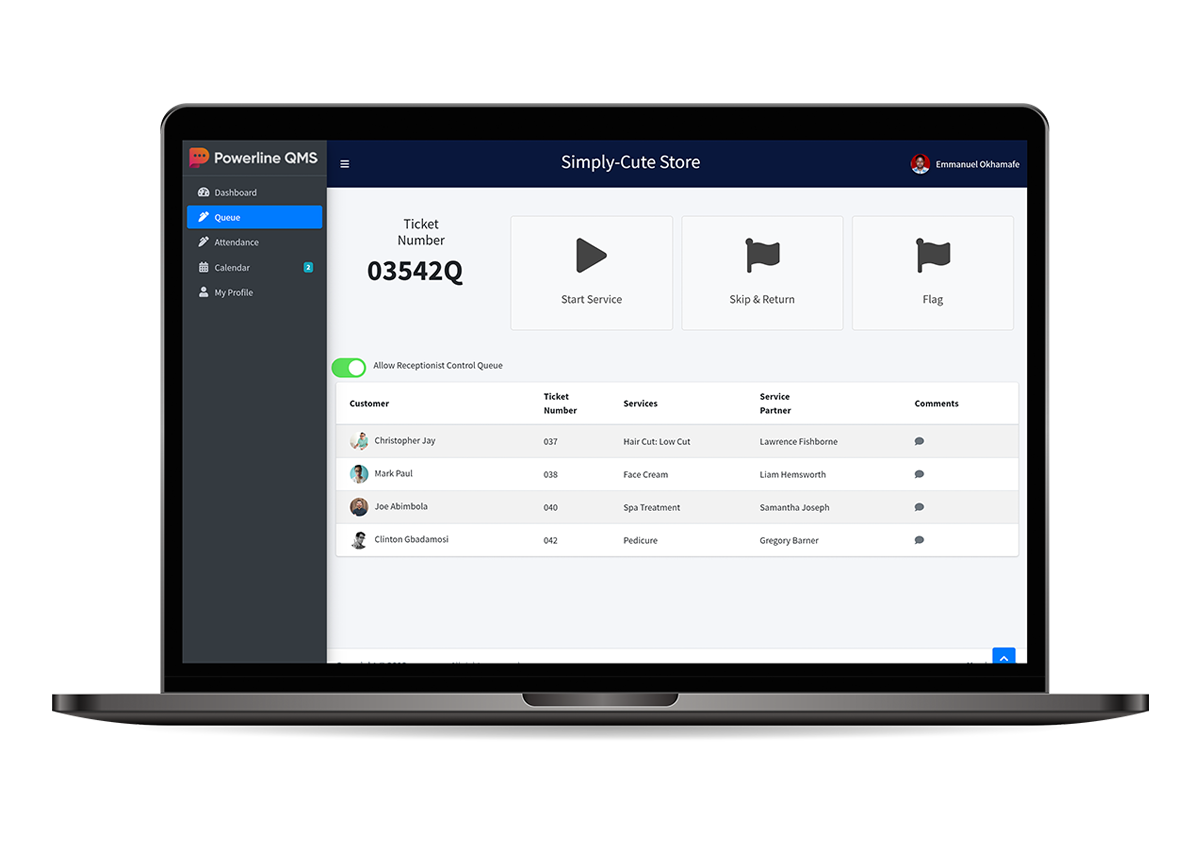 Powerline QMS
Simply-Cute Store
Emmanuel Okhamafe
Dashboard
Queue
Attendance
Calendar
2
My Profile
Ticket
Number
03542Q
Start Service
Skip & Return
Flag
Allow Receptionist Control Queue
Customer
Ticket
Number
Services
Service
Partner
Comments
Christopher Jay 037 Hair Cut: Low Cut Lawrence Fishborne
Mark Paul 038 Face Cream Liam Hemsworth
Joe Abimbola 040 Spa Treatment Samantha Joseph
Clinton Gbadamosi 042 Pedicure Gregory Barner